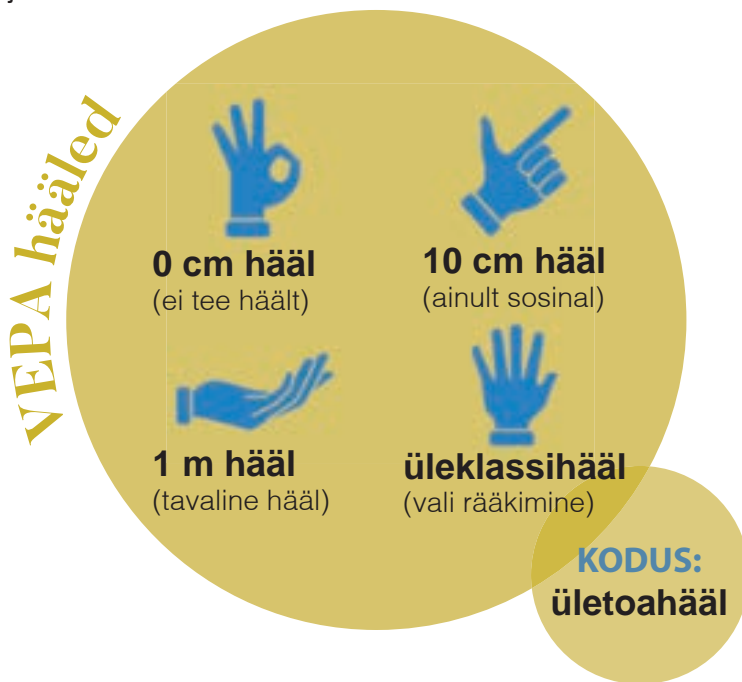 VEPA hääled
0 cm hääl
(ei tee häält)
10 cm hääl
(ainult sosinal)
1 m hääl
(tavaline hääl)
üleklassihääl
(vali rääkimine)
KODUS:
ületoahääl